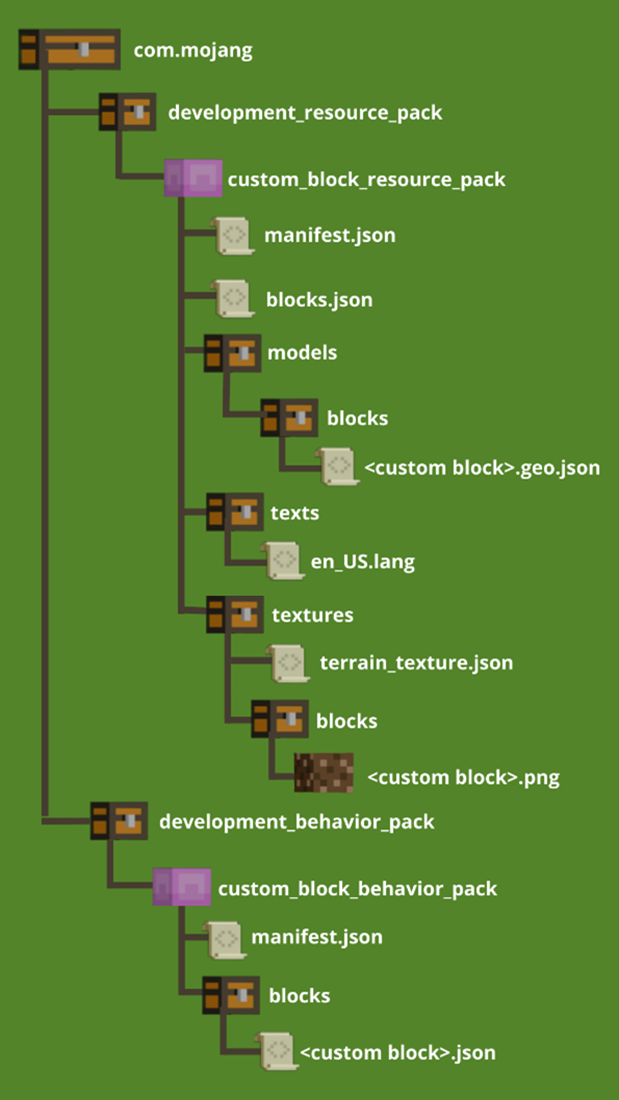 com.mojang
development_resource_pack
custom_block_resource_pack
manifest.json
blocks.json
models
blocks
<custom block>.geo.json
texts
en_US.lang
textures
terrain_texture.json
blocks
<custom block>.png
development_behavior_pack
custom_block_behavior_pack
manifest.json
blocks
<custom block>.json